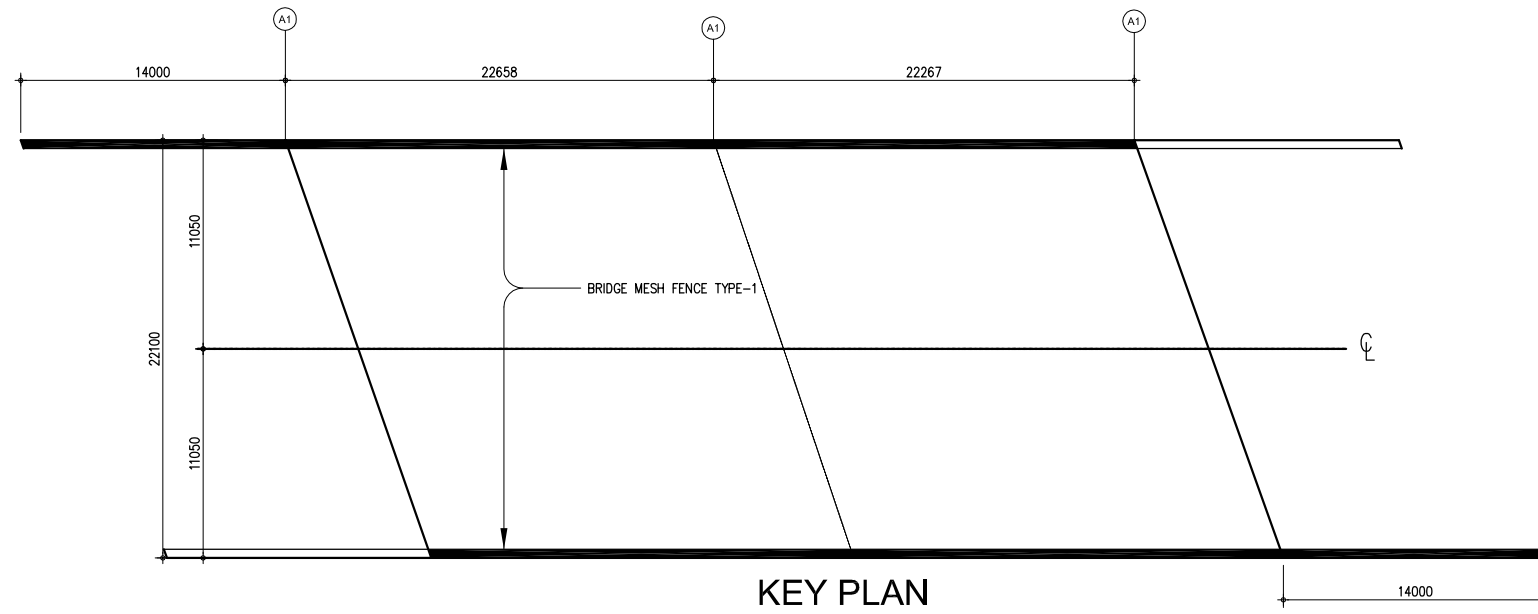 A1
A1
A1
14000
22658
22267
11050
BRIDGE MESH FENCE TYPE-1
22100
℄
11050
KEY PLAN
14000